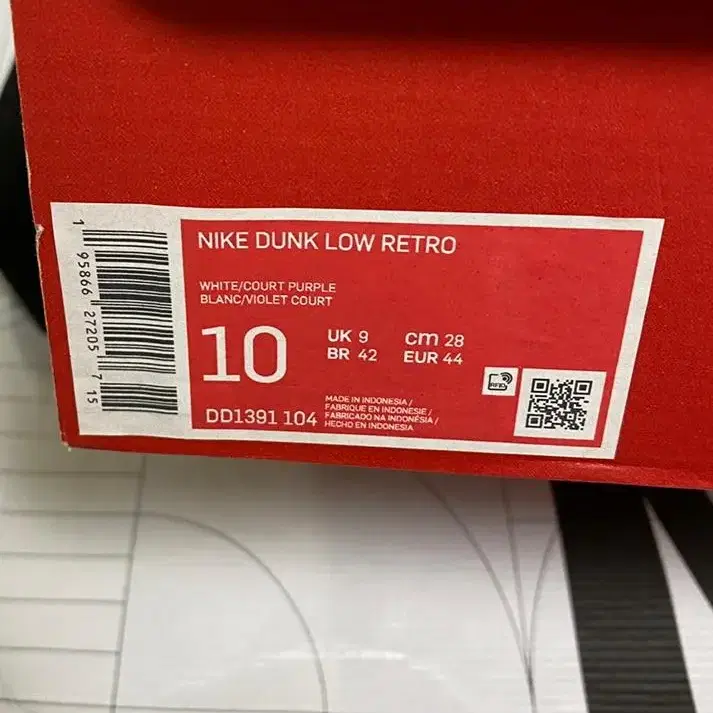 NIKE DUNK LOW RETRO
WHITE/COURT PURPLE
BLANC/VIOLET COURT
10
UK 9 cm 28
BR 42 EUR 44
DD1391 104
MADE IN INDONESIA /
FABRIQUE EN INDONESIE /
FABRICADO NA INDONÉSIA /
HECHO EN INDONESIA
RFID
1 95866 27205 7 15